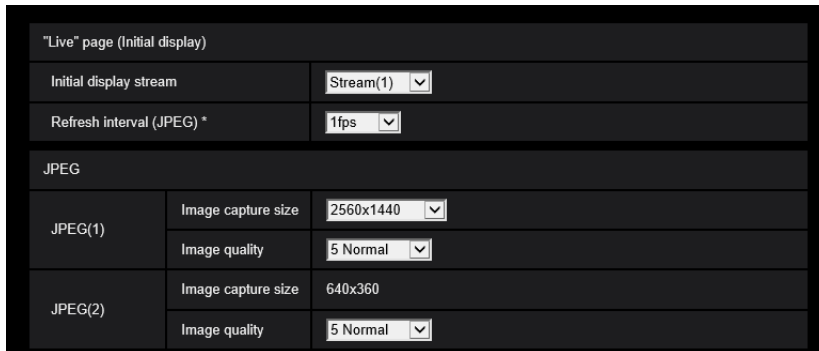 "Live" page (Initial display)
Initial display stream Stream(1)
Refresh interval (JPEG) * 1fps
JPEG
JPEG(1)
Image capture size 2560x1440
Image quality 5 Normal
JPEG(2)
Image capture size 640x360
Image quality 5 Normal